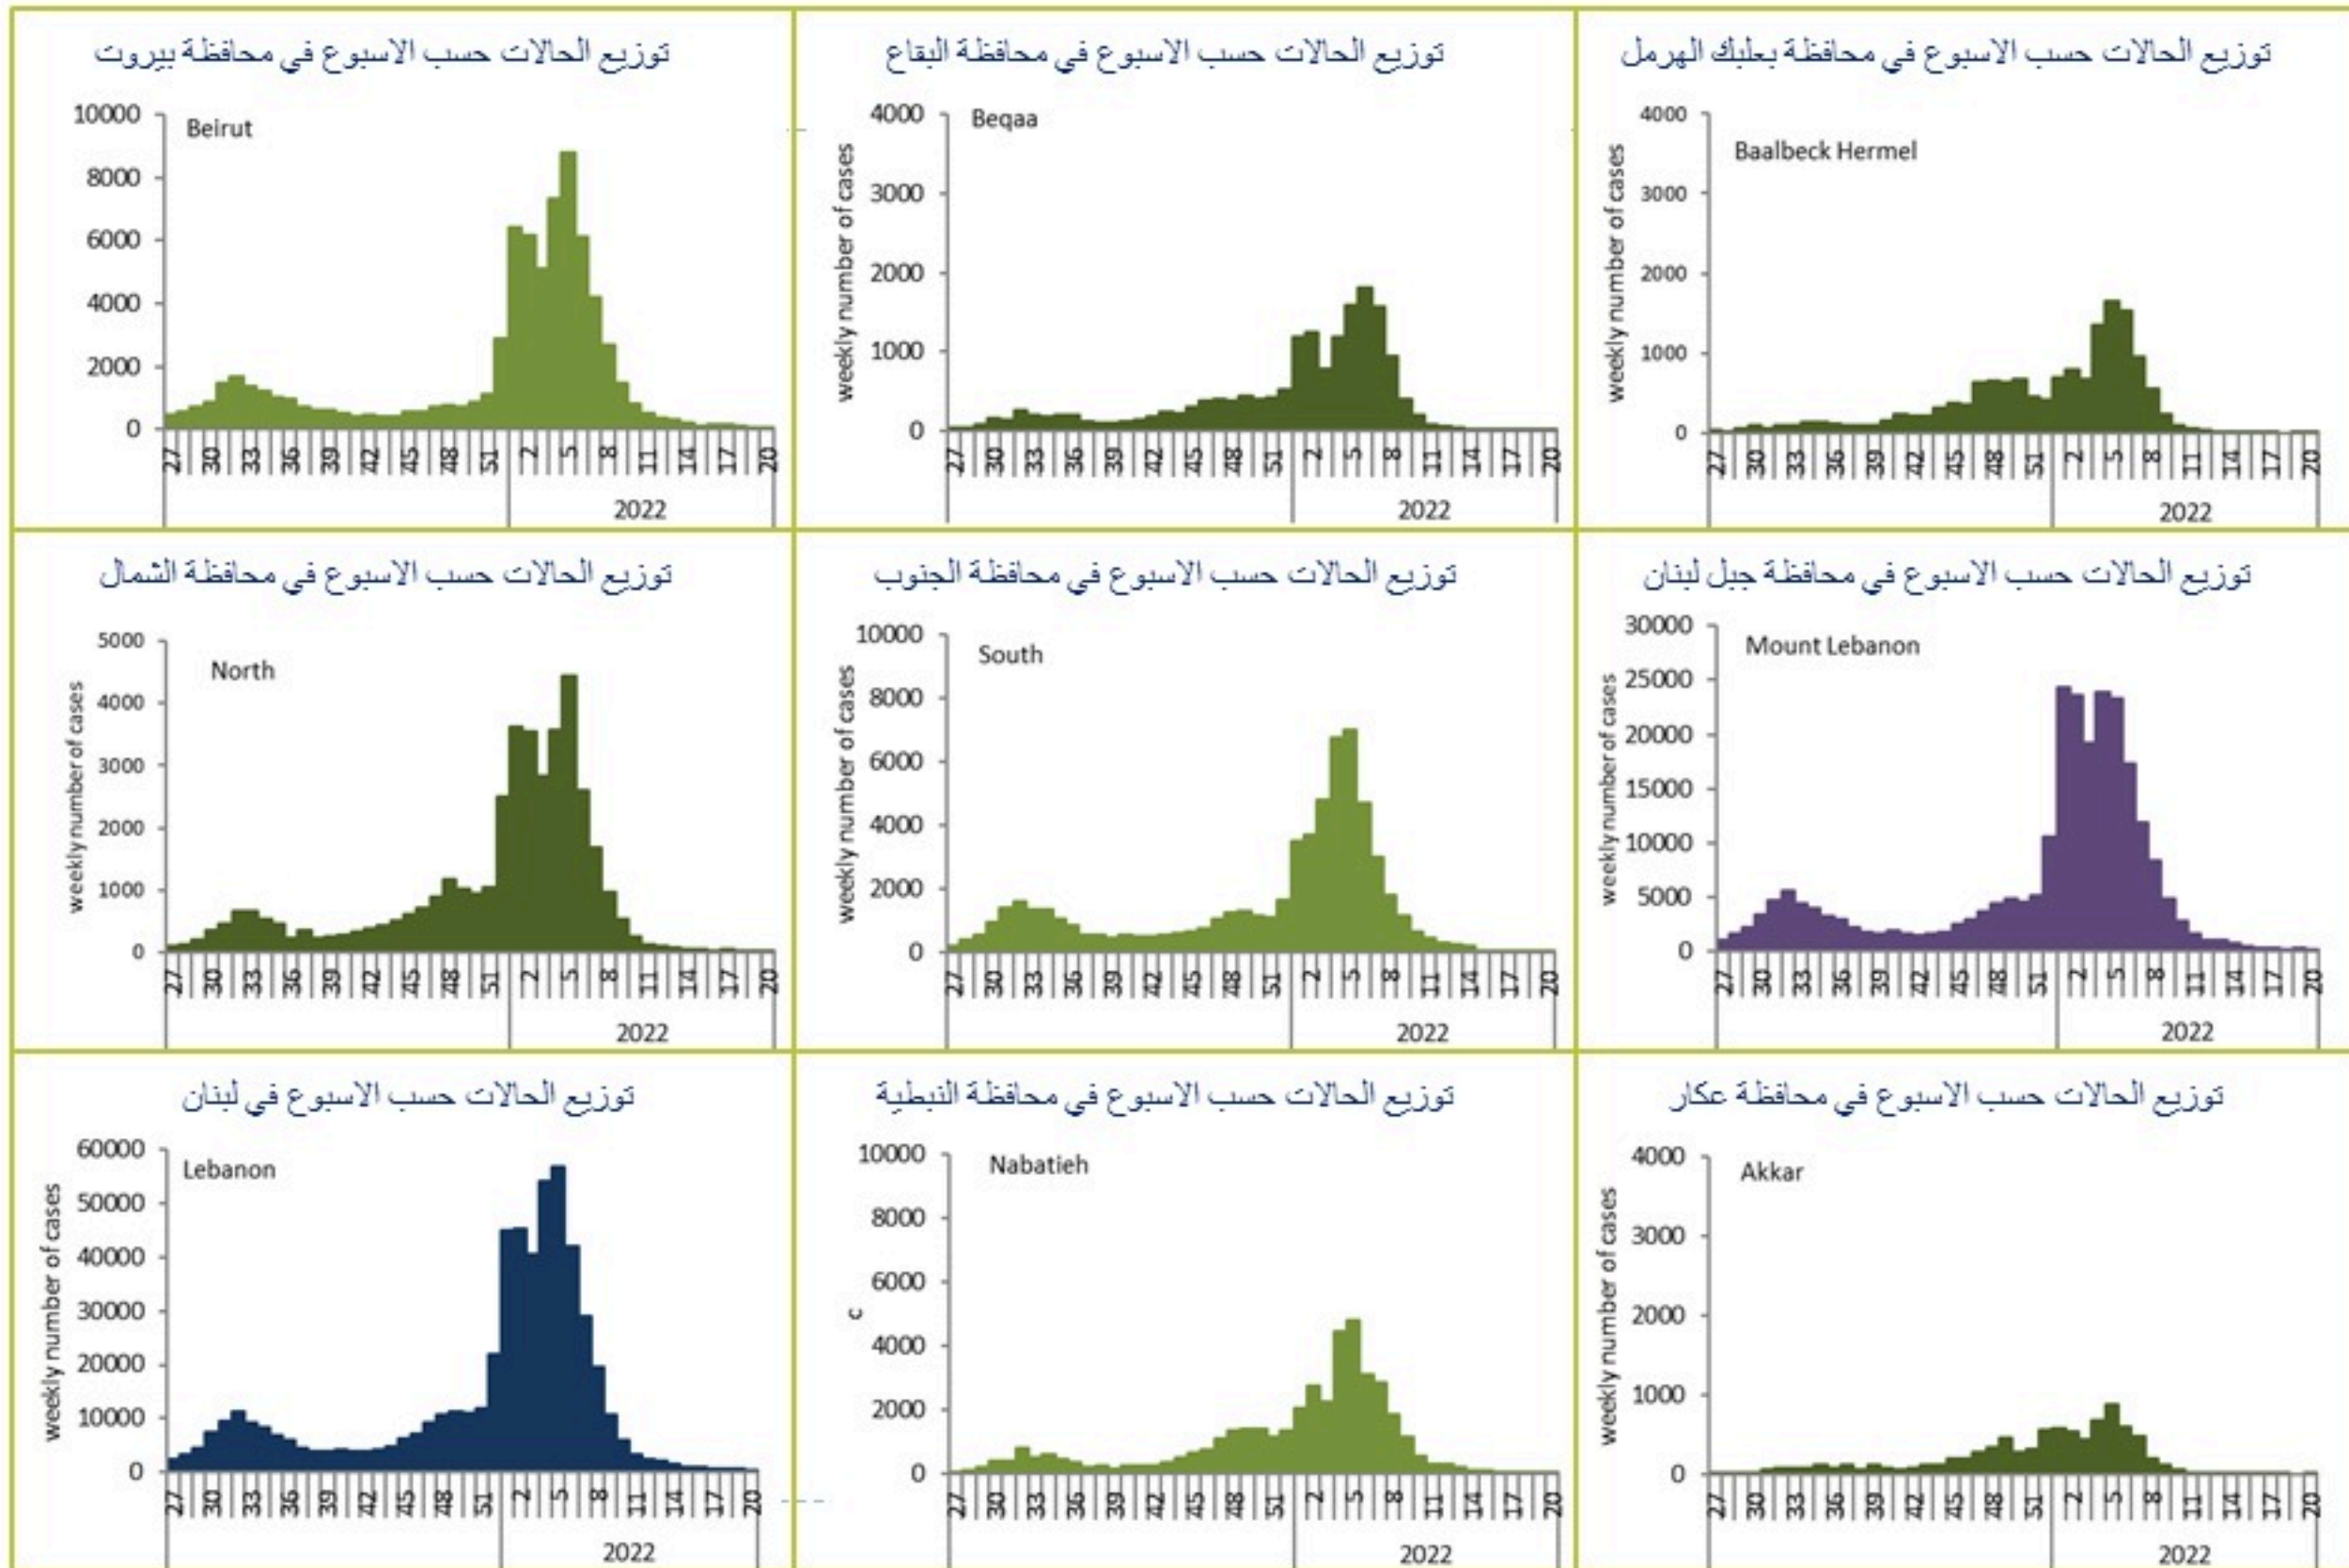 توزيع الحالات حسب الاسبوع في محافظة بيروت
Beirut
10000
8000
6000
4000
2000
0
27 30 33 36 39 42 45 48 51 2 5 8 11 14 17 20
2022
توزيع الحالات حسب الاسبوع في محافظة البقاع
Beqaa
weekly number of cases
4000
3000
2000
1000
0
27 30 33 36 39 42 45 48 51 2 5 8 11 14 17 20
2022
توزيع الحالات حسب الاسبوع في محافظة بعلبك الهرمل
Baalbeck Hermel
weekly number of cases
4000
3000
2000
1000
0
27 30 33 36 39 42 45 48 51 2 5 8 11 14 17 20
2022
توزيع الحالات حسب الاسبوع في محافظة الشمال
North
weekly number of cases
5000
4000
3000
2000
1000
0
27 30 33 36 39 42 45 48 51 2 5 8 11 14 17 20
2022
توزيع الحالات حسب الاسبوع في محافظة الجنوب
South
weekly number of cases
10000
8000
6000
4000
2000
0
27 30 33 36 39 42 45 48 51 2 5 8 11 14 17 20
2022
توزيع الحالات حسب الاسبوع في محافظة جبل لبنان
Mount Lebanon
weekly number of cases
30000
25000
20000
15000
10000
5000
0
27 30 33 36 39 42 45 48 51 2 5 8 11 14 17 20
2022
توزيع الحالات حسب الاسبوع في لبنان
Lebanon
weekly number of cases
60000
50000
40000
30000
20000
10000
0
27 30 33 36 39 42 45 48 51 2 5 8 11 14 17 20
2022
توزيع الحالات حسب الاسبوع في محافظة النبطية
Nabatieh
c
10000
8000
6000
4000
2000
0
27 30 33 36 39 42 45 48 51 2 5 8 11 14 17 20
2022
توزيع الحالات حسب الاسبوع في محافظة عكار
Akkar
weekly number of cases
4000
3000
2000
1000
0
27 30 33 36 39 42 45 48 51 2 5 8 11 14 17 20
2022